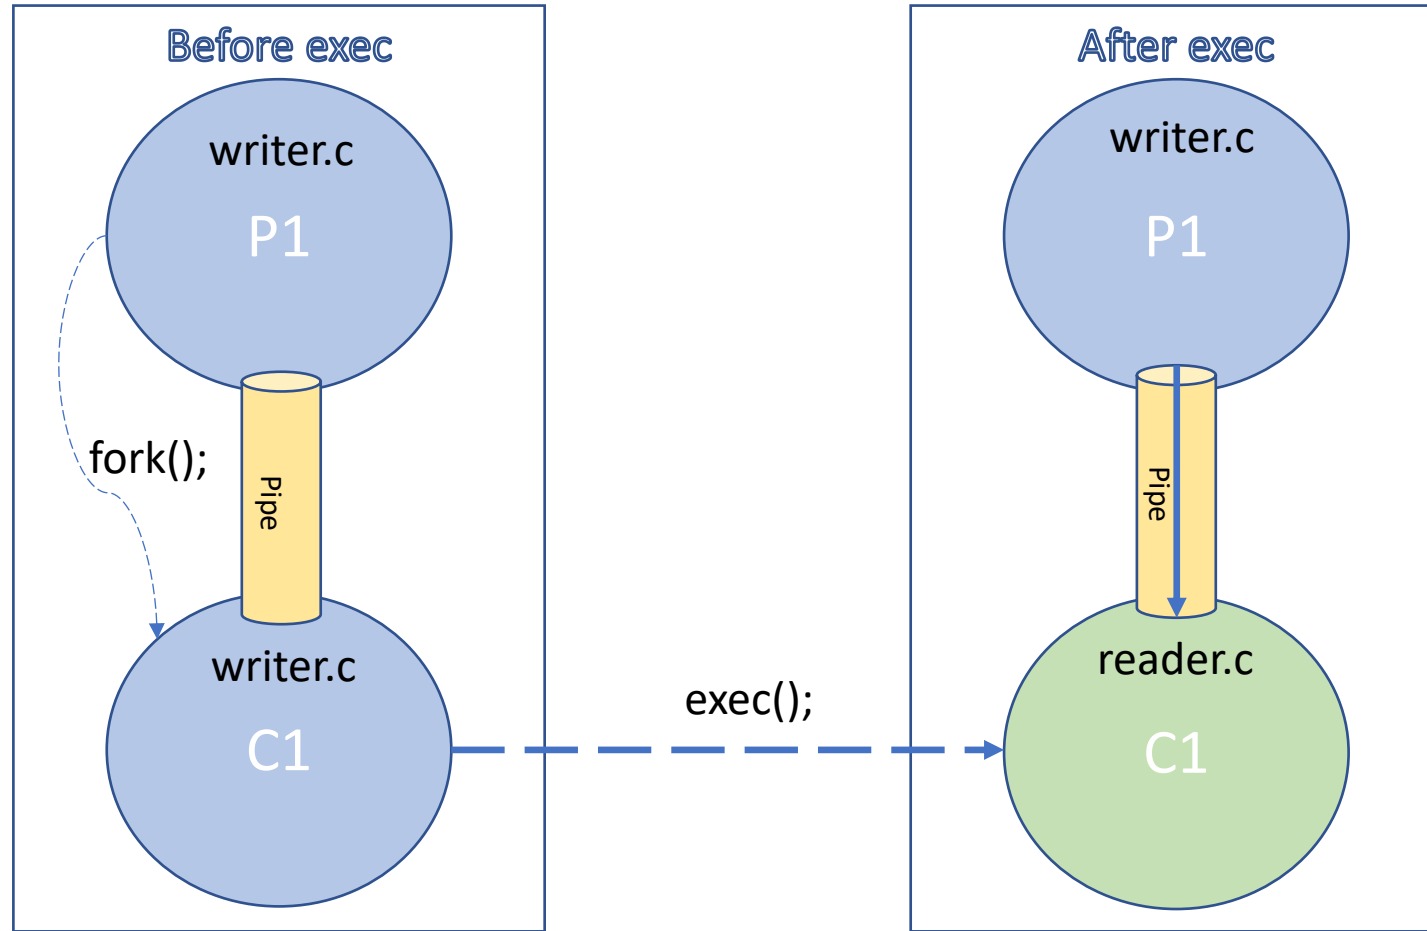 Before exec
writer.c
P1
fork();
Pipe
writer.c
C1
exec();
After exec
writer.c
P1
Pipe
reader.c
C1